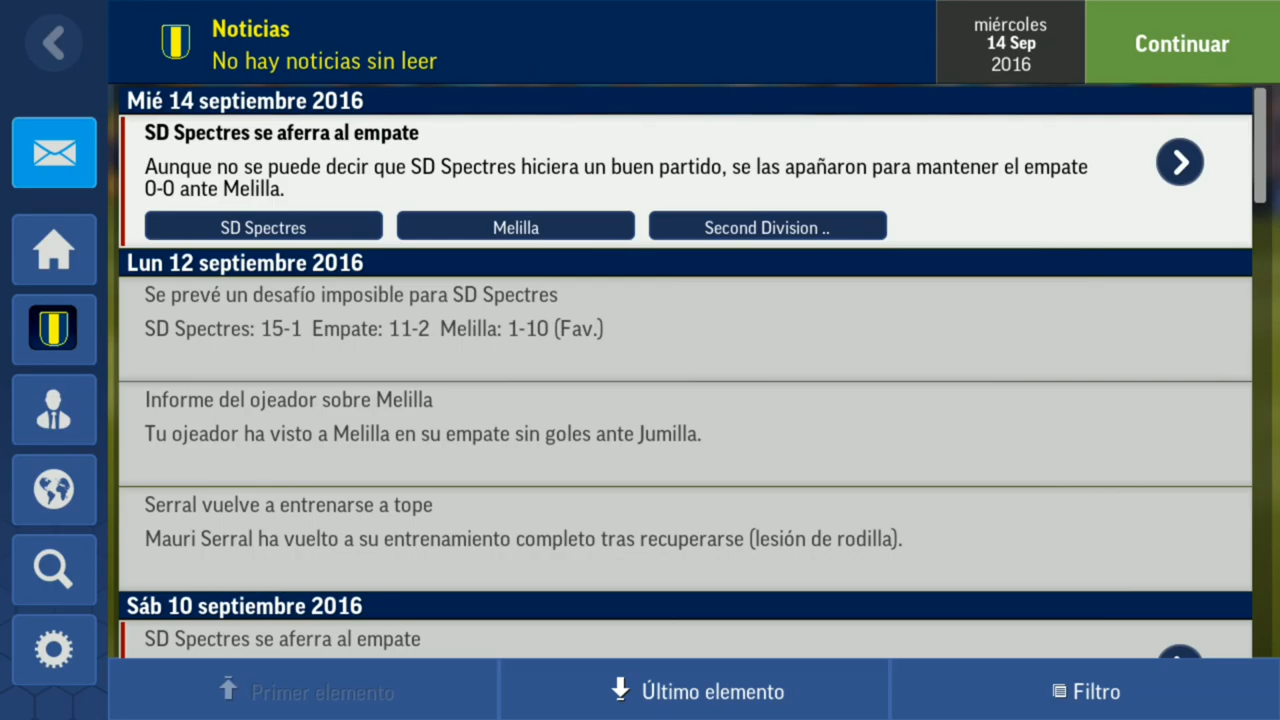 Noticias
No hay noticias sin leer
miércoles
14 Sep
2016
Continuar
Mié 14 septiembre 2016
SD Spectres se aferra al empate
Aunque no se puede decir que SD Spectres hiciera un buen partido, se las apañaron para mantener el empate
0-0 ante Melilla.
SD Spectres
Melilla
Second Division ..
Lun 12 septiembre 2016
Se prevé un desafío imposible para SD Spectres
SD Spectres: 15-1 Empate: 11-2 Melilla: 1-10 (Fav.)
Informe del ojeador sobre Melilla
Tu ojeador ha visto a Melilla en su empate sin goles ante Jumilla.
Serral vuelve a entrenarse a tope
Mauri Serral ha vuelto a su entrenamiento completo tras recuperarse (lesión de rodilla).
Sáb 10 septiembre 2016
SD Spectres se aferra al empate
Primer elemento
Último elemento
Filtro